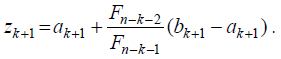 z_{k+1} = a_{k+1} + \frac{F_{n-k-2}}{F_{n-k-1}}(b_{k+1} - a_{k+1}).